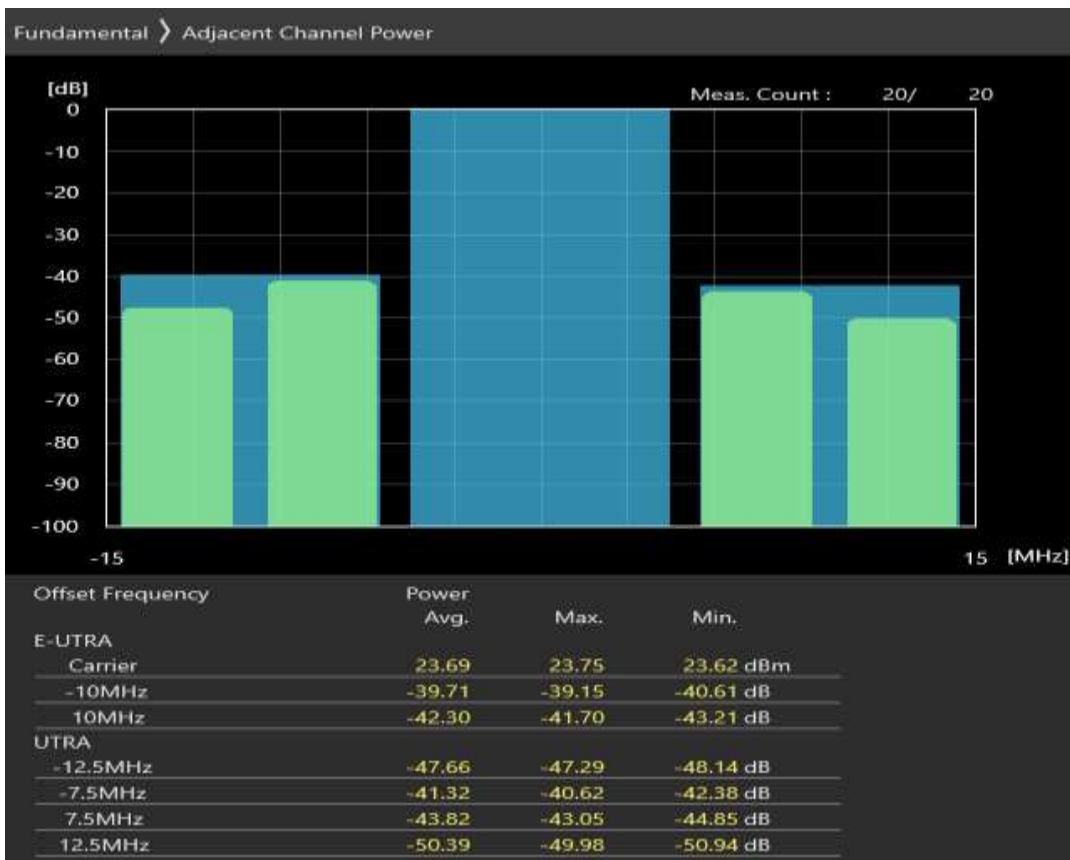 Fundamental ❯ Adjacent Channel Power
[dB]
Meas. Count : 20/ 20
0
-10
-20
-30
-40
-50
-60
-70
-80
-90
-100
-15 15 [MHz]
Offset Frequency Power
Avg. Max. Min.
E-UTRA
Carrier 23.69 23.75 23.62 dBm
-10MHz -39.71 -39.15 -40.61 dB
10MHz -42.30 -41.70 -43.21 dB
UTRA
-12.5MHz -47.66 -47.29 -48.14 dB
-7.5MHz -41.32 -40.62 -42.38 dB
7.5MHz -43.82 -43.05 -44.85 dB
12.5MHz -50.39 -49.98 -50.94 dB